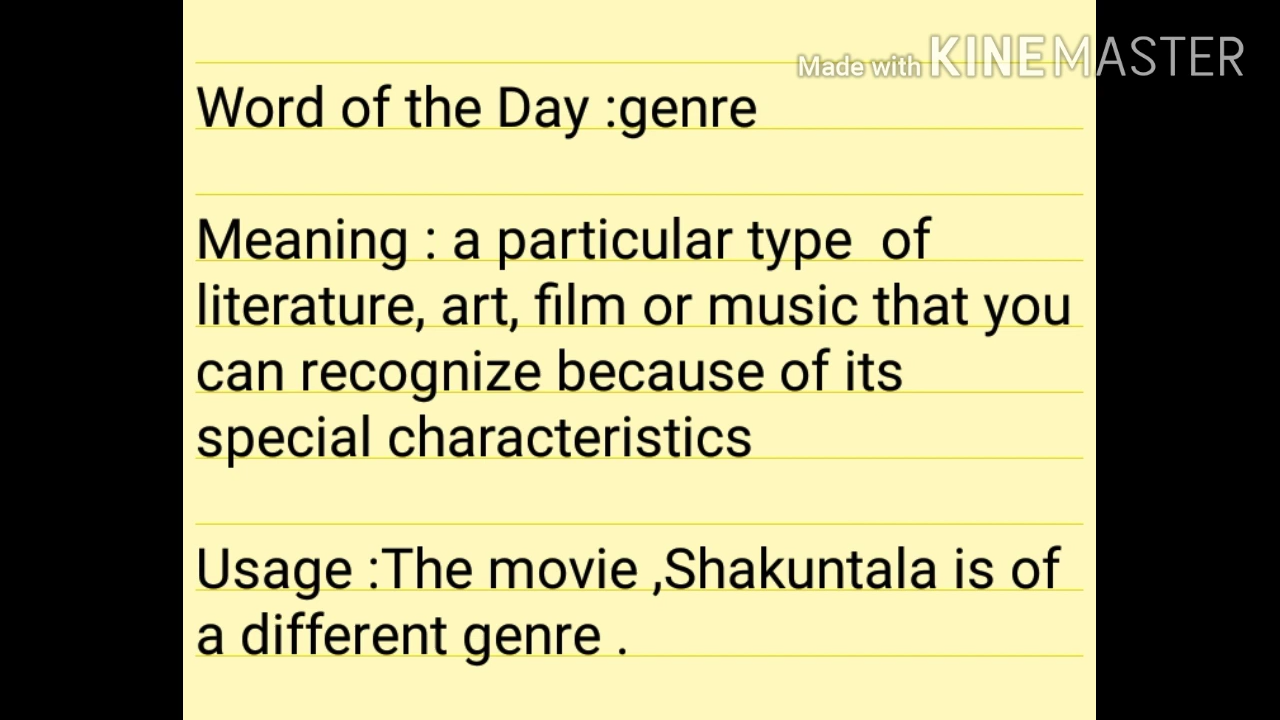 Made with KINEMASTER
Word of the Day :genre
Meaning : a particular type  of
literature, art, film or music that you
can recognize because of its
special characteristics
Usage :The movie ,Shakuntala is of
a different genre .